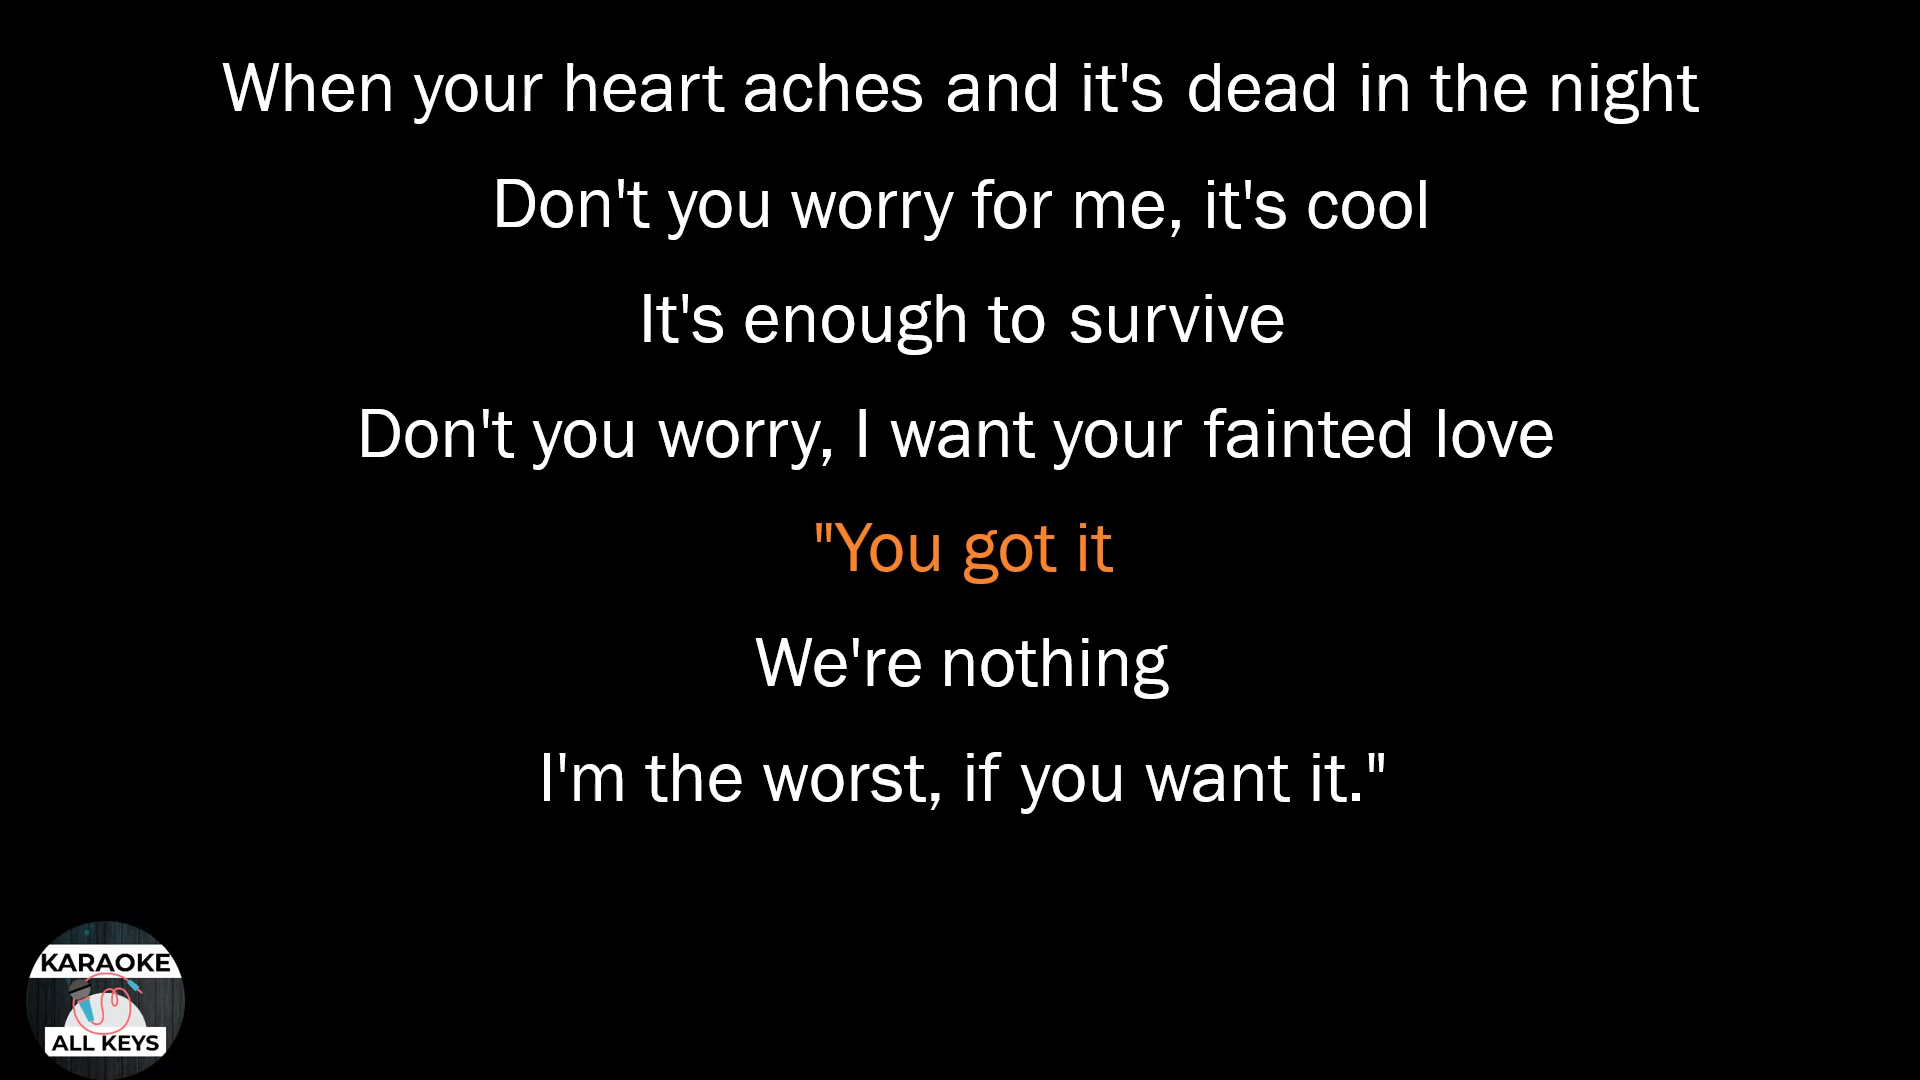 When your heart aches and it's dead in the night
Don't you worry for me, it's cool
It's enough to survive
Don't you worry, I want your fainted love
"You got it
We're nothing
I'm the worst, if you want it."
KARAOKE
ALL KEYS